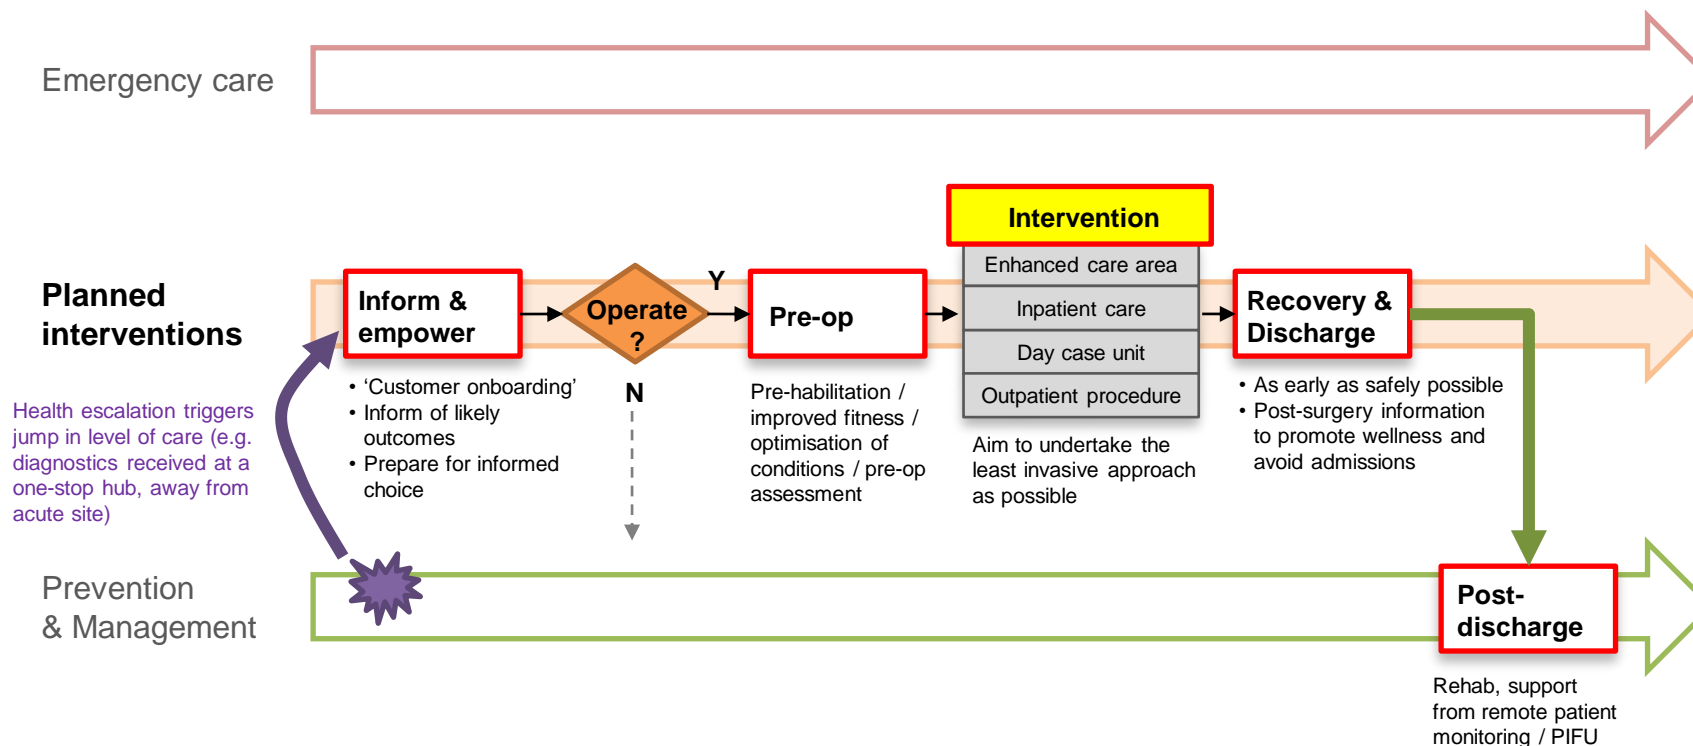 Emergency care
Planned
interventions
Health escalation triggers
jump in level of care (e.g.
diagnostics received at a
one-stop hub, away from
acute site)
Inform &
empower
• ‘Customer onboarding’
• Inform of likely
outcomes
• Prepare for informed
choice
Operate
?
Y
N
Pre-op
Pre-habilitation /
improved fitness /
optimisation of
conditions / pre-op
assessment
Intervention
Enhanced care area
Inpatient care
Day case unit
Outpatient procedure
Aim to undertake the
least invasive approach
as possible
Recovery &
Discharge
• As early as safely possible
• Post-surgery information
to promote wellness and
avoid admissions
Prevention
& Management
Post-
discharge
Rehab, support
from remote patient
monitoring / PIFU